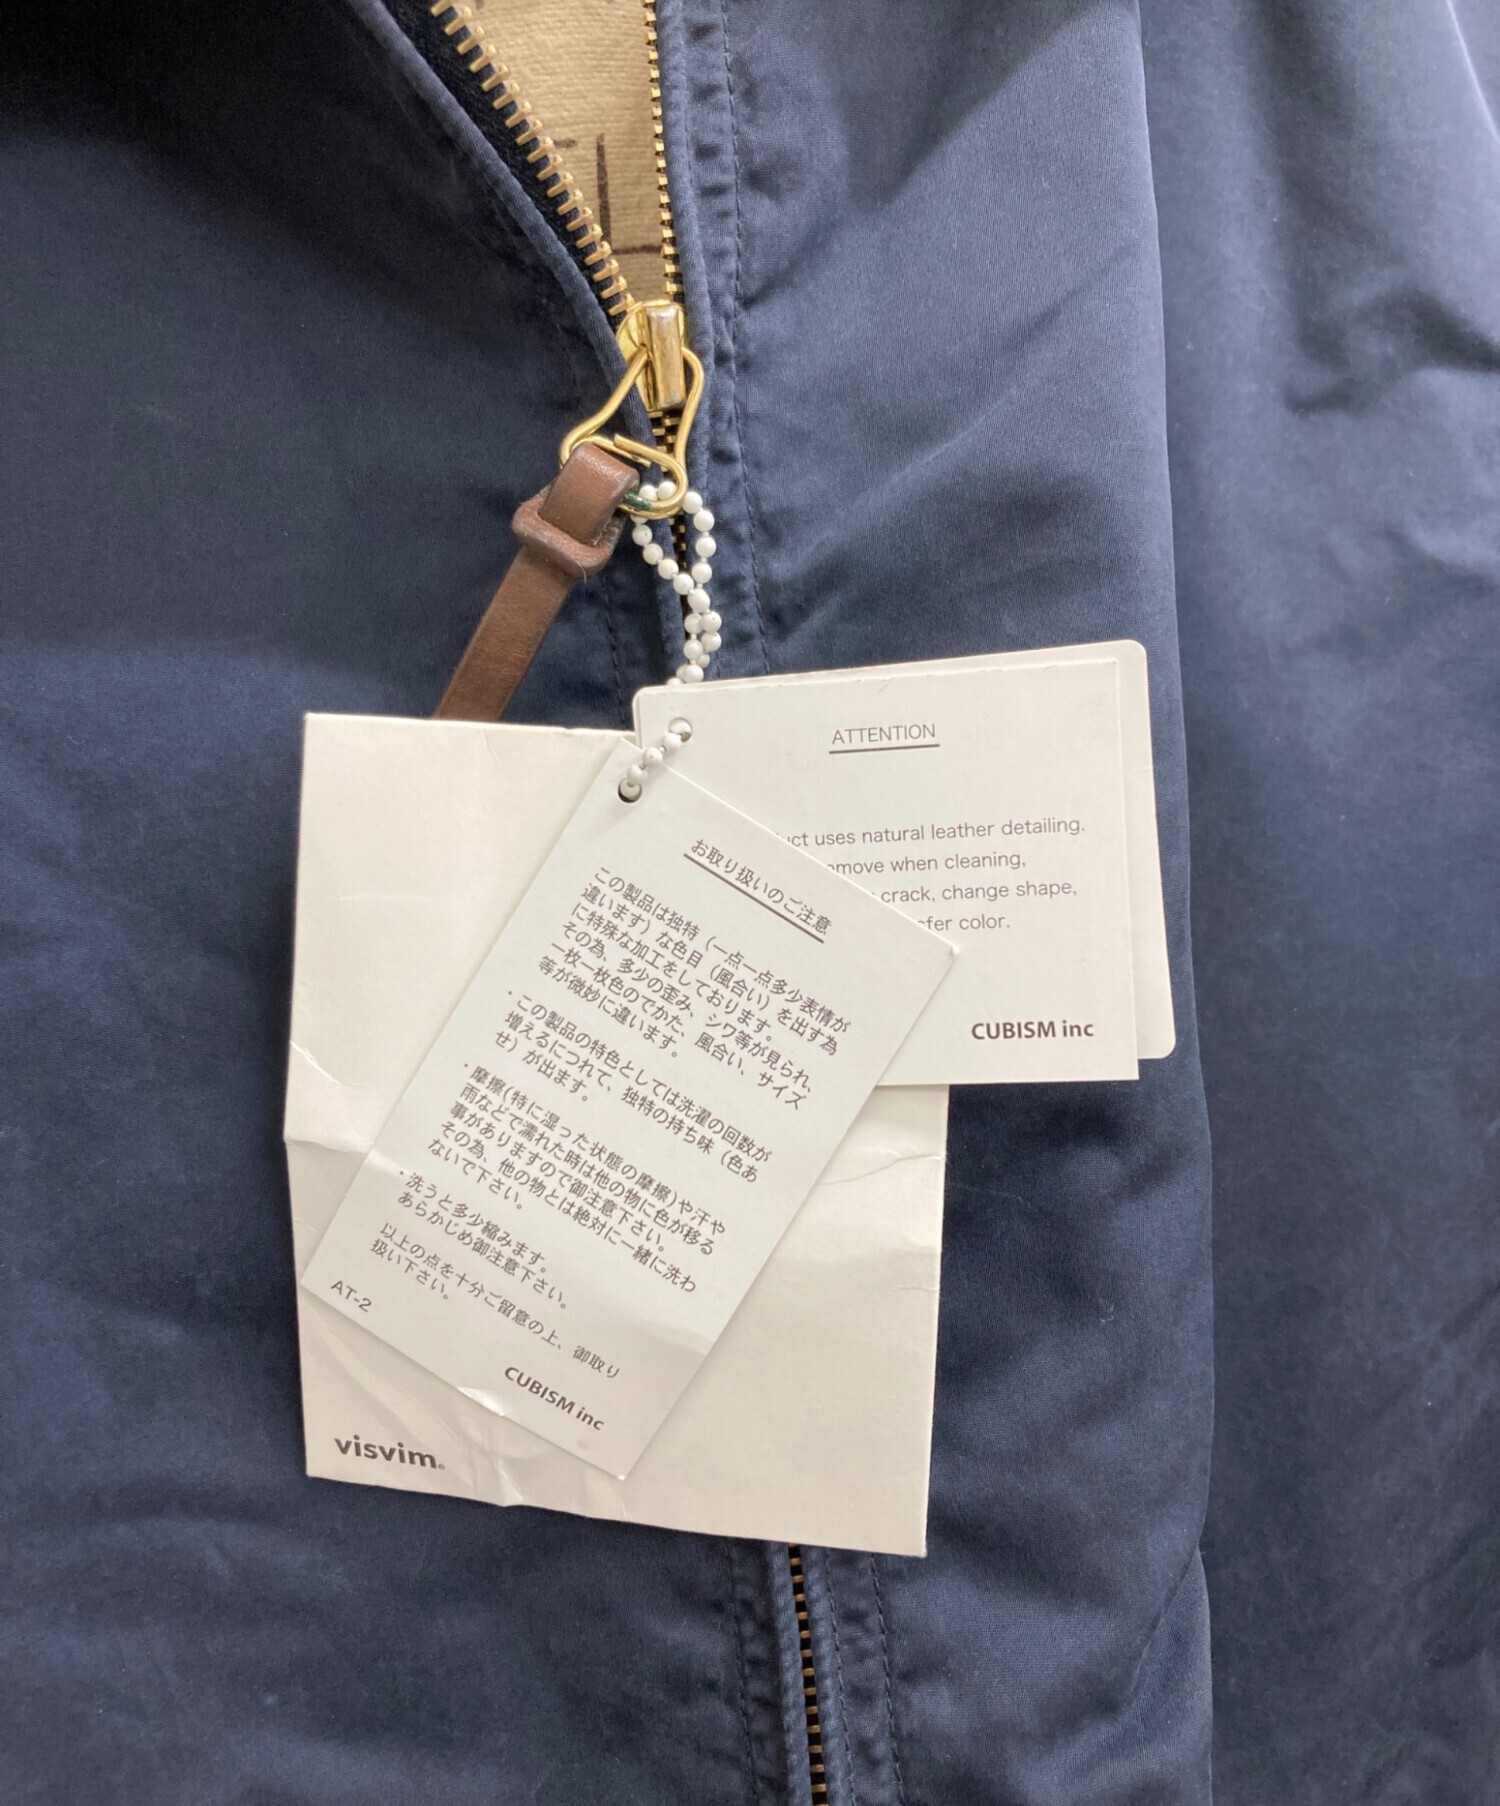 ATTENTION
uct uses natural leather detailing.
emove when cleaning,
crack, change shape,
sfer color.
CUBISM inc
お取り扱いのご注意
この製品は独特（一点一点多少表情が
違います）な色目（風合い）を出す為
に特殊な加工をしております。
その為、多少の歪み、シワ等が見られ、
一枚一枚色のでかた、風合い、サイズ
等が微妙に違います。
・この製品の特色としては洗濯の回数が
増えるにつれて、独特の持ち味（色あ
せ）が出ます。
・摩擦(特に湿った状態の摩擦)や汗や
雨などで濡れた時は他の物に色が移る
事がありますので御注意下さい。
その為、他の物とは絶対に一緒に洗わ
ないで下さい。
・洗うと多少縮みます。
あらかじめ御注意下さい。
以上の点を十分ご留意の上、御取り
扱い下さい。
AT-2
CUBISM inc
visvim®